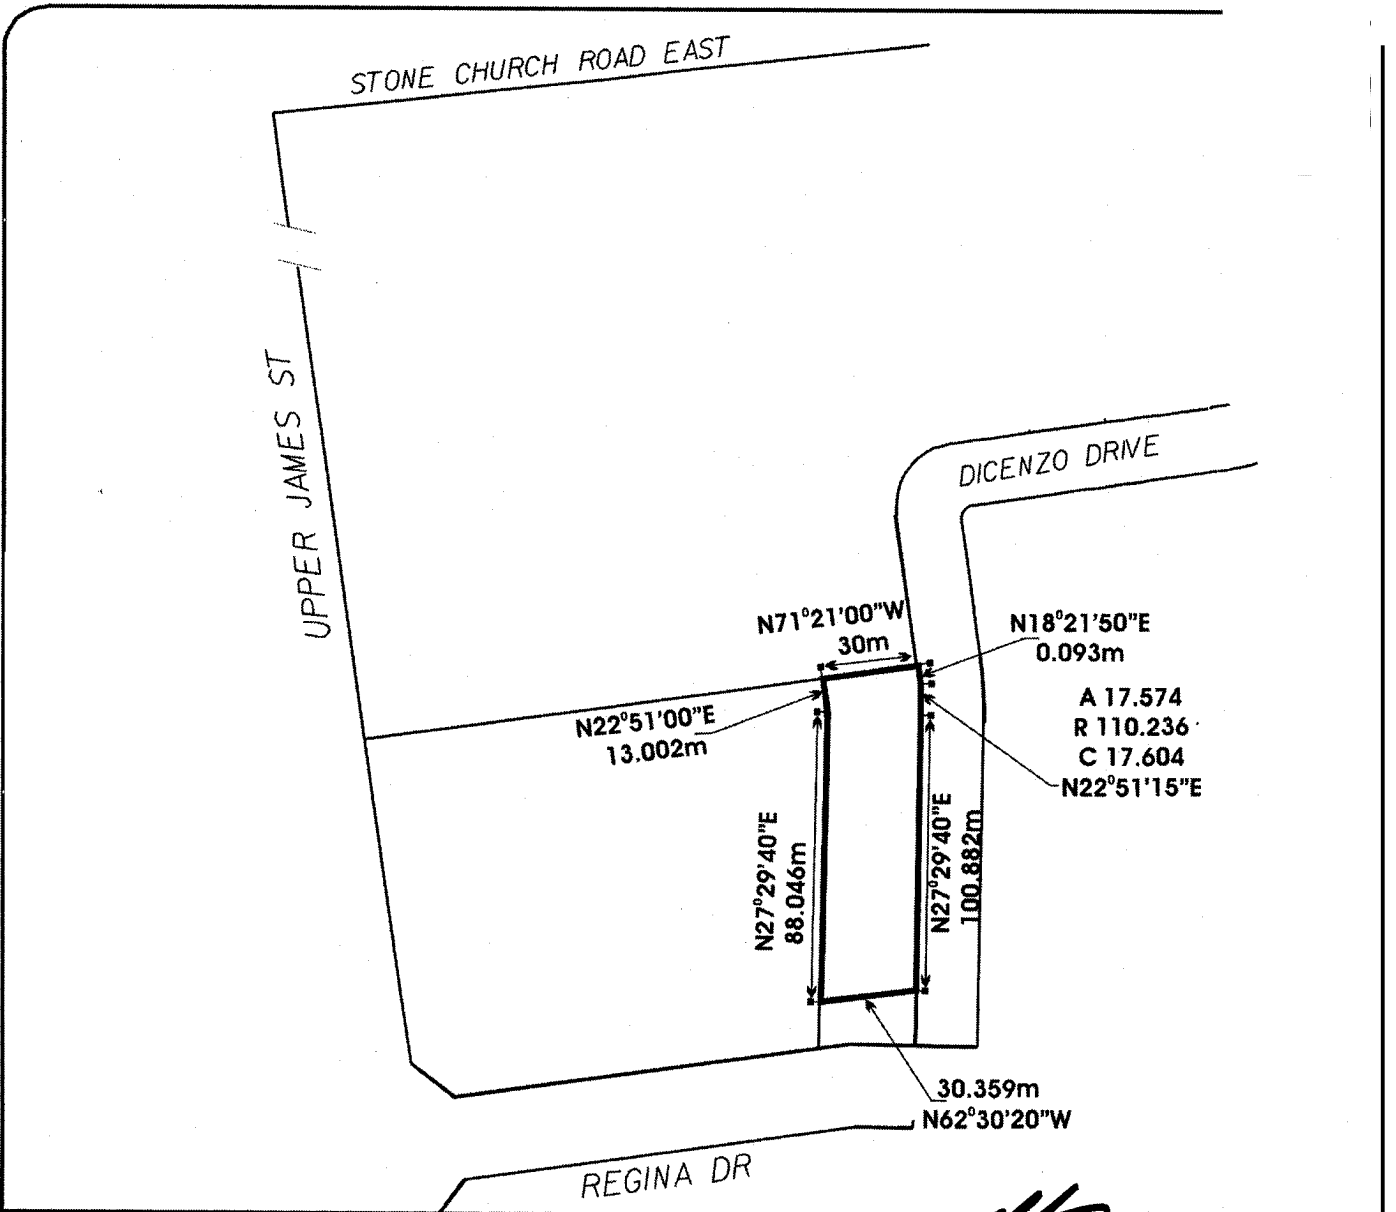 STONE CHURCH ROAD EAST
UPPER JAMES ST
DICENZO DRIVE
N71°21'00"W
30m
N18°21'50"E
0.093m
A 17.574
R 110.236
C 17.604
N22°51'15"E
N22°51'00"E
13.002m
N27°29'40"E
88.046m
N27°29'40"E
100.882m
30.359m
N62°30'20"W
REGINA DR